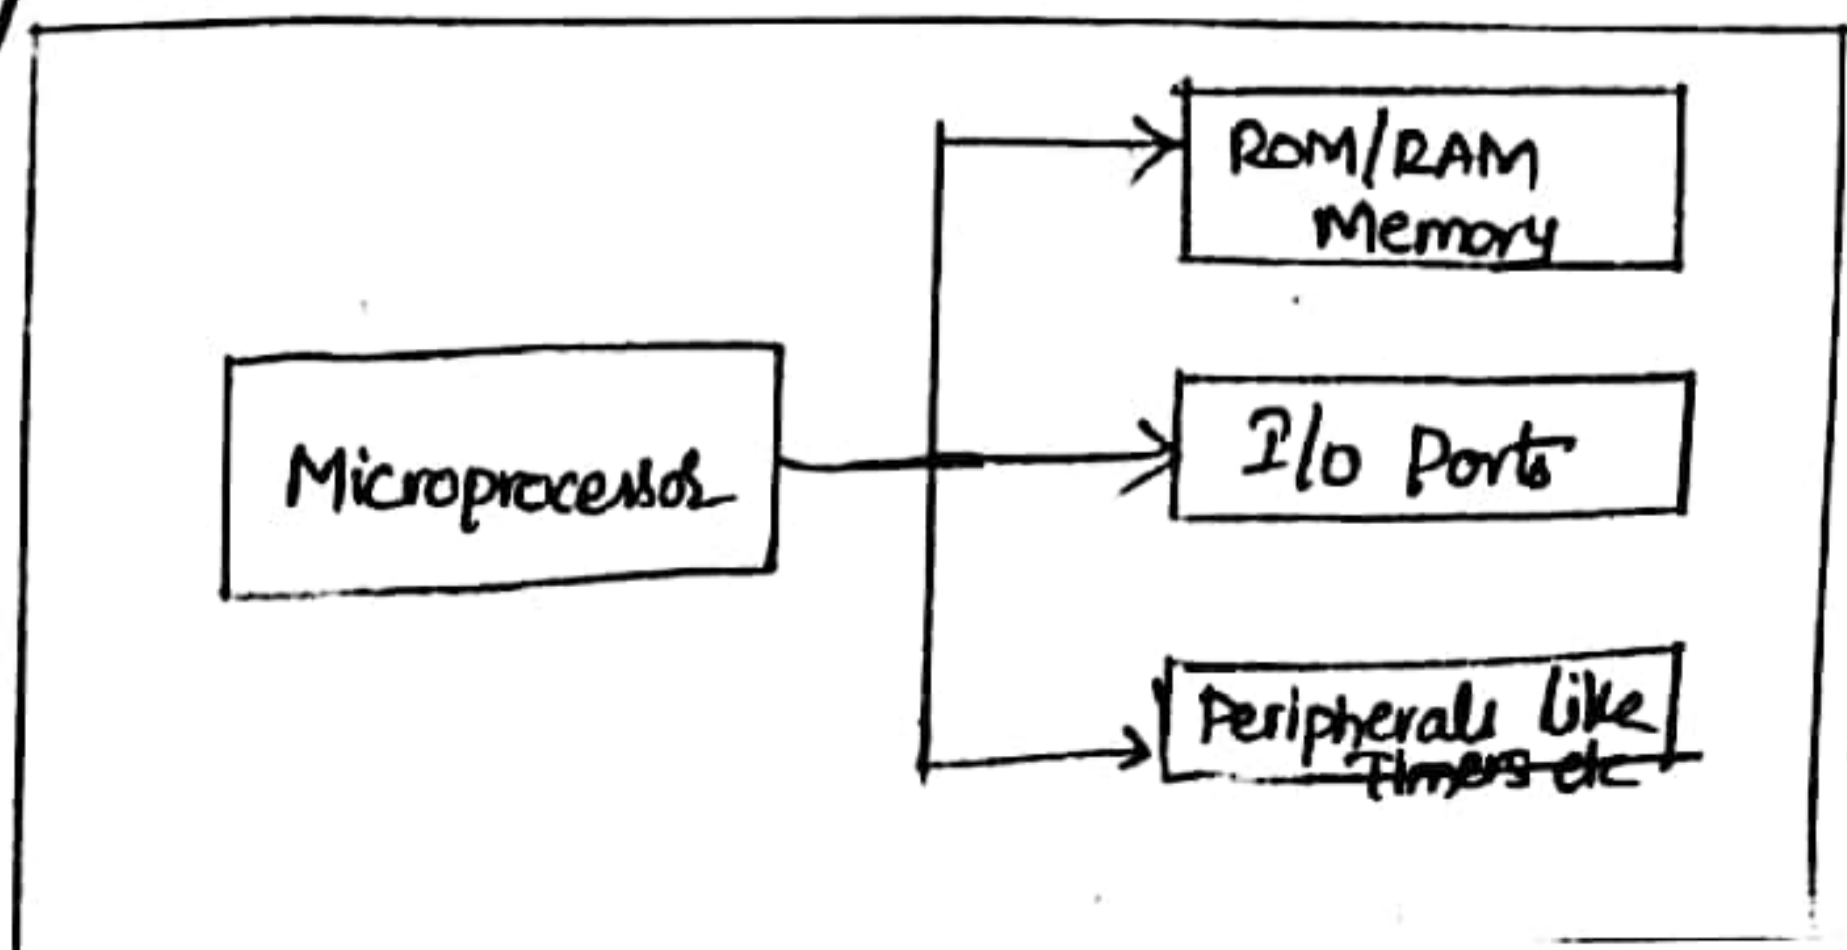 ROM/RAM
Memory
Microprocessor
I/O Ports
Peripherals like
Timers etc